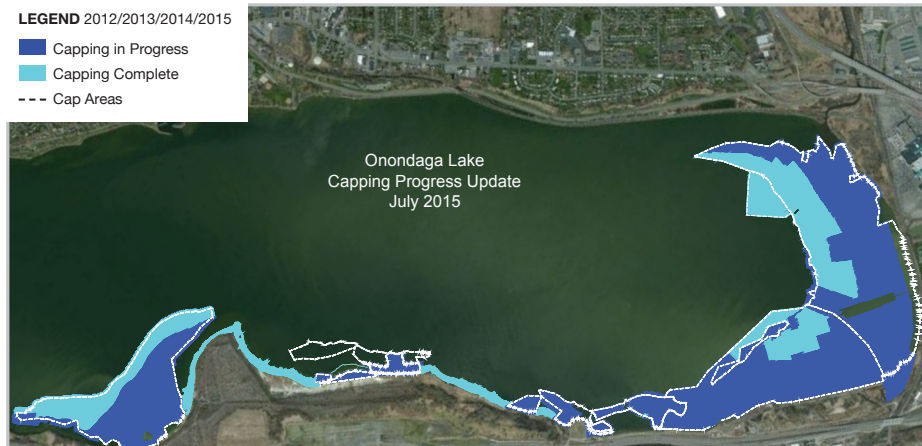 LEGEND 2012/2013/2014/2015
Capping in Progress
Capping Complete
Cap Areas
Onondaga Lake
Capping Progress Update
July 2015